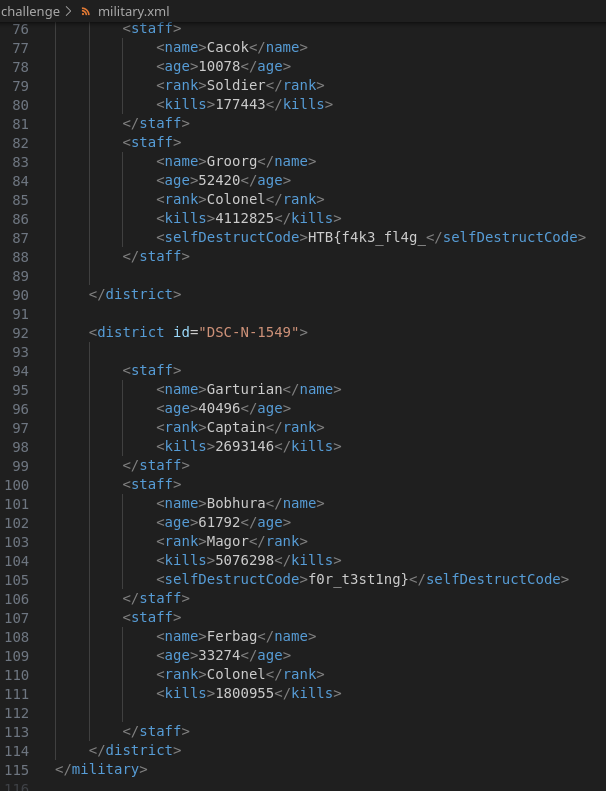 challenge > military.xml
76 <staff>
77 <name>Cacok</name>
78 <age>10078</age>
79 <rank>Soldier</rank>
80 <kills>177443</kills>
81 </staff>
82 <staff>
83 <name>Groorg</name>
84 <age>52420</age>
85 <rank>Colonel</rank>
86 <kills>4112825</kills>
87 <selfDestructCode>HTB{f4k3_fl4g_</selfDestructCode>
88 </staff>
89
90 </district>
91
92 <district id="DSC-N-1549">
93
94 <staff>
95 <name>Garturian</name>
96 <age>40496</age>
97 <rank>Captain</rank>
98 <kills>2693146</kills>
99 </staff>
100 <staff>
101 <name>Bobhura</name>
102 <age>61792</age>
103 <rank>Magor</rank>
104 <kills>5076298</kills>
105 <selfDestructCode>f0r_t3st1ng}</selfDestructCode>
106 </staff>
107 <staff>
108 <name>Ferbag</name>
109 <age>33274</age>
110 <rank>Colonel</rank>
111 <kills>1800955</kills>
112
113 </staff>
114 </district>
115 </military>
116